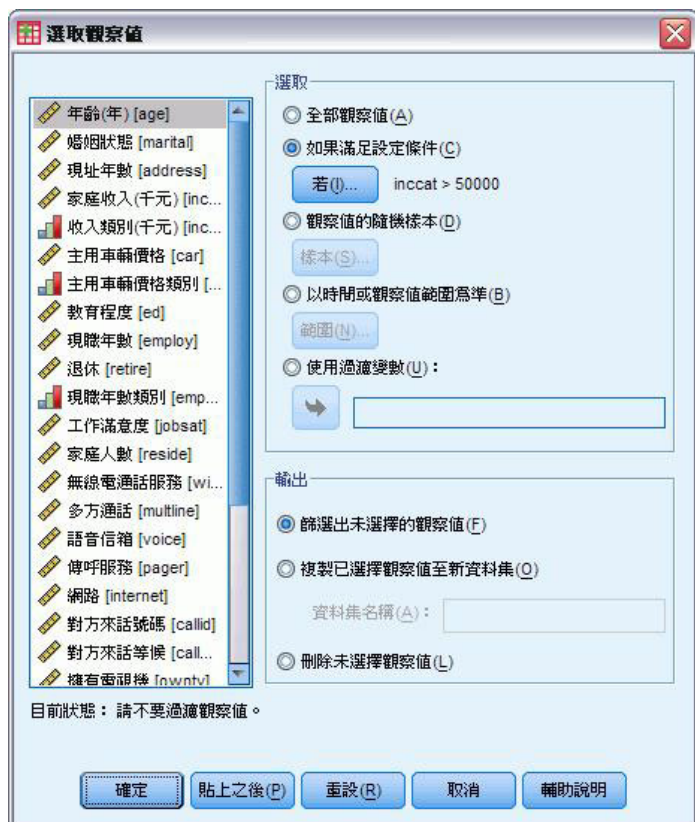 選取觀察值
年齡(年) [age]
婚姻狀態 [marital]
現址年數 [address]
家庭收入(千元) [inc...
收入類別(千元) [inc...
主用車輛價格 [car]
主用車輛價格類別 [...
教育程度 [ed]
現職年數 [employ]
退休 [retire]
現職年數類別 [emp...
工作滿意度 [jobsat]
家庭人數 [reside]
無線電通話服務 [wi...
多方通話 [multline]
語音信箱 [voice]
傳呼服務 [pager]
網路 [internet]
對方來話號碼 [callid]
對方來話等候 [call...
擁有電視機 [owntv]
選取
全部觀察值(A)
如果滿足設定條件(C)
若(I)... inccat > 50000
觀察值的隨機樣本(D)
樣本(S)...
以時間或觀察值範圍為準(B)
範圍(N)...
使用過濾變數(U):
輸出
篩選出未選擇的觀察值(F)
複製已選擇觀察值至新資料集(O)
資料集名稱(A):
刪除未選擇觀察值(L)
目前狀態: 請不要過濾觀察值。
確定 貼上之後(P) 重設(R) 取消 輔助說明